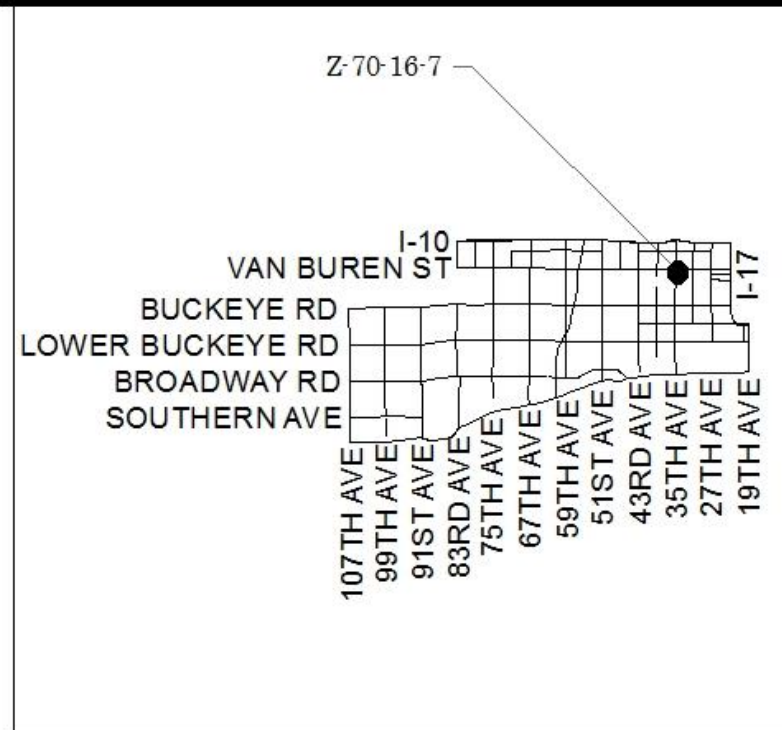 Z-70-16-7
I-10
VAN BUREN ST
I-17
BUCKEYE RD
LOWER BUCKEYE RD
BROADWAY RD
SOUTHERN AVE
107TH AVE
99TH AVE
91ST AVE
83RD AVE
75TH AVE
67TH AVE
59TH AVE
51ST AVE
43RD AVE
35TH AVE
27TH AVE
19TH AVE